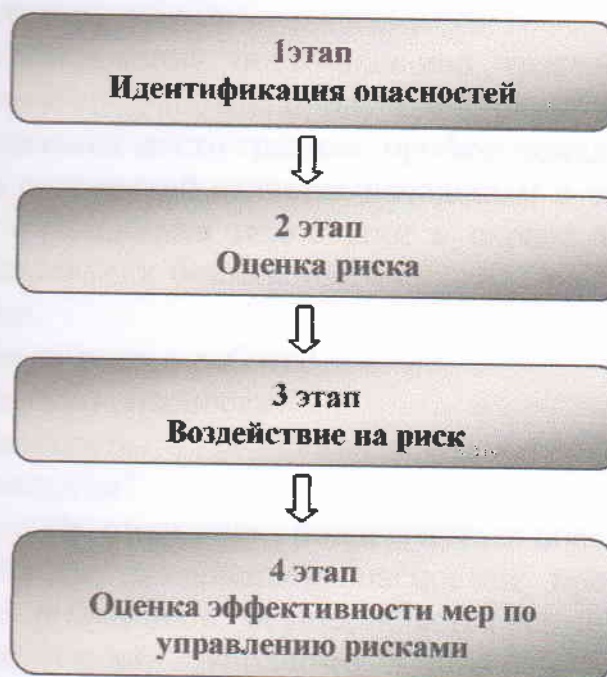 1этап
Идентификация опасностей
2 этап
Оценка риска
3 этап
Воздействие на риск
4 этап
Оценка эффективности мер по
управлению рисками